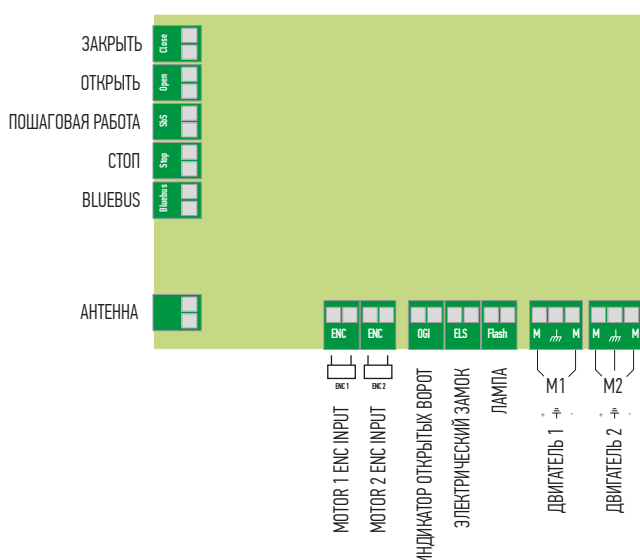 ЗАКРЫТЬ
Close
ОТКРЫТЬ
Open
ПОШАГОВАЯ РАБОТА
SbS
СТОП
Stop
BLUEBUS
Bluebus
АНТЕННА
ENC
ENC
OGI
ELS
Flash
M M
M M
ENC 1
ENC 2
M1
M2
+ -
+ -
MOTOR 1 ENC INPUT
MOTOR 2 ENC INPUT
ИНДИКАТОР ОТКРЫТЫХ ВОРОТ
ЭЛЕКТРИЧЕСКИЙ ЗАМОК
ЛАМПА
ДВИГАТЕЛЬ 1
ДВИГАТЕЛЬ 2